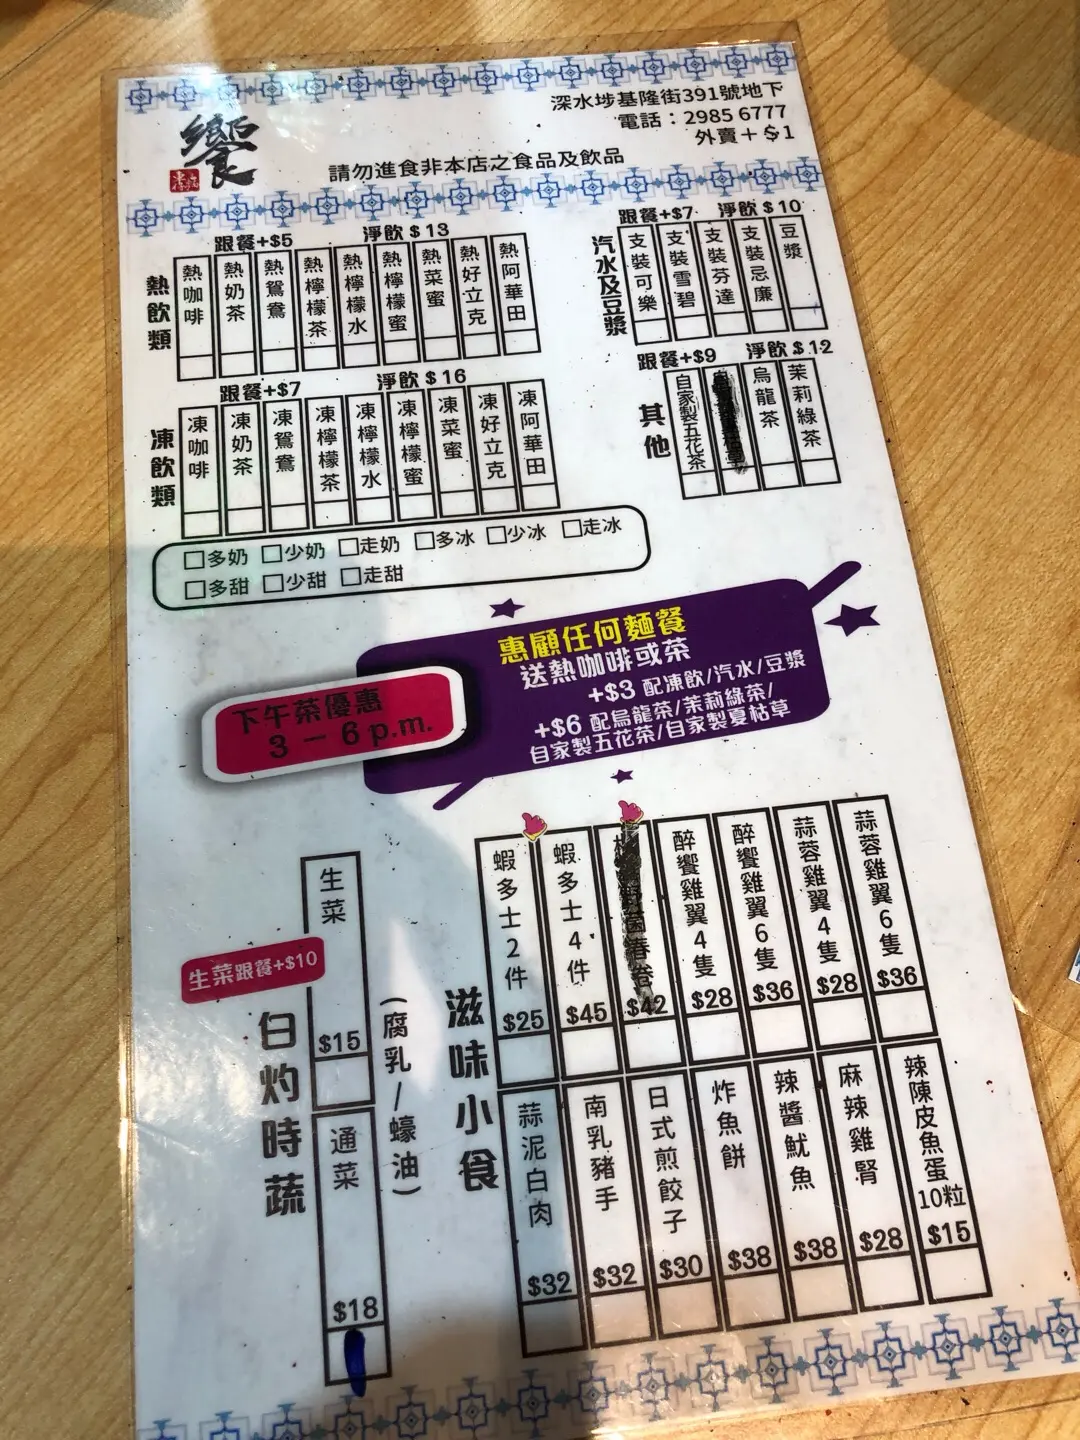 深水埗基隆街391號地下
電話：2985 6777
外賣＋＄1
饗
請勿進食非本店之食品及飲品
熱飲類
跟餐+$5 淨飲 $ 13
熱咖啡
熱奶茶
熱鴛鴦
熱檸檬茶
熱檸檬水
熱檸檬蜜
熱菜蜜
熱好立克
熱阿華田
汽水及豆漿
跟餐+$7 淨飲 $ 10
支裝可樂
支裝雪碧
支裝芬達
支裝忌廉
豆漿
凍飲類
跟餐+$7 淨飲 $ 16
凍咖啡
凍奶茶
凍鴛鴦
凍檸檬茶
凍檸檬水
凍檸檬蜜
凍菜蜜
凍好立克
凍阿華田
其他
跟餐+$9 淨飲 $ 12
自家製五花茶
烏龍茶
茉莉綠茶
□多奶 □少奶 □走奶 □多冰 □少冰 □走冰
□多甜 □少甜 □走甜
下午茶優惠
3 － 6 p.m.
惠顧任何麵餐
送熱咖啡或茶
+$3 配凍飲/汽水/豆漿
+$6 配烏龍茶/茉莉綠茶/
自家製五花茶/自家製夏枯草
白灼時蔬
(腐乳/蠔油)
生菜跟餐+$10
生菜 $15
通菜 $18
滋味小食
蝦多士2件 $25
蝦多士4件 $45
野菌春卷 $42
醉饗雞翼4隻 $28
醉饗雞翼6隻 $36
蒜蓉雞翼4隻 $28
蒜蓉雞翼6隻 $36
蒜泥白肉 $32
南乳豬手 $32
日式煎餃子 $30
炸魚餅 $38
辣醬魷魚 $38
麻辣雞腎 $28
辣陳皮魚蛋10粒 $15